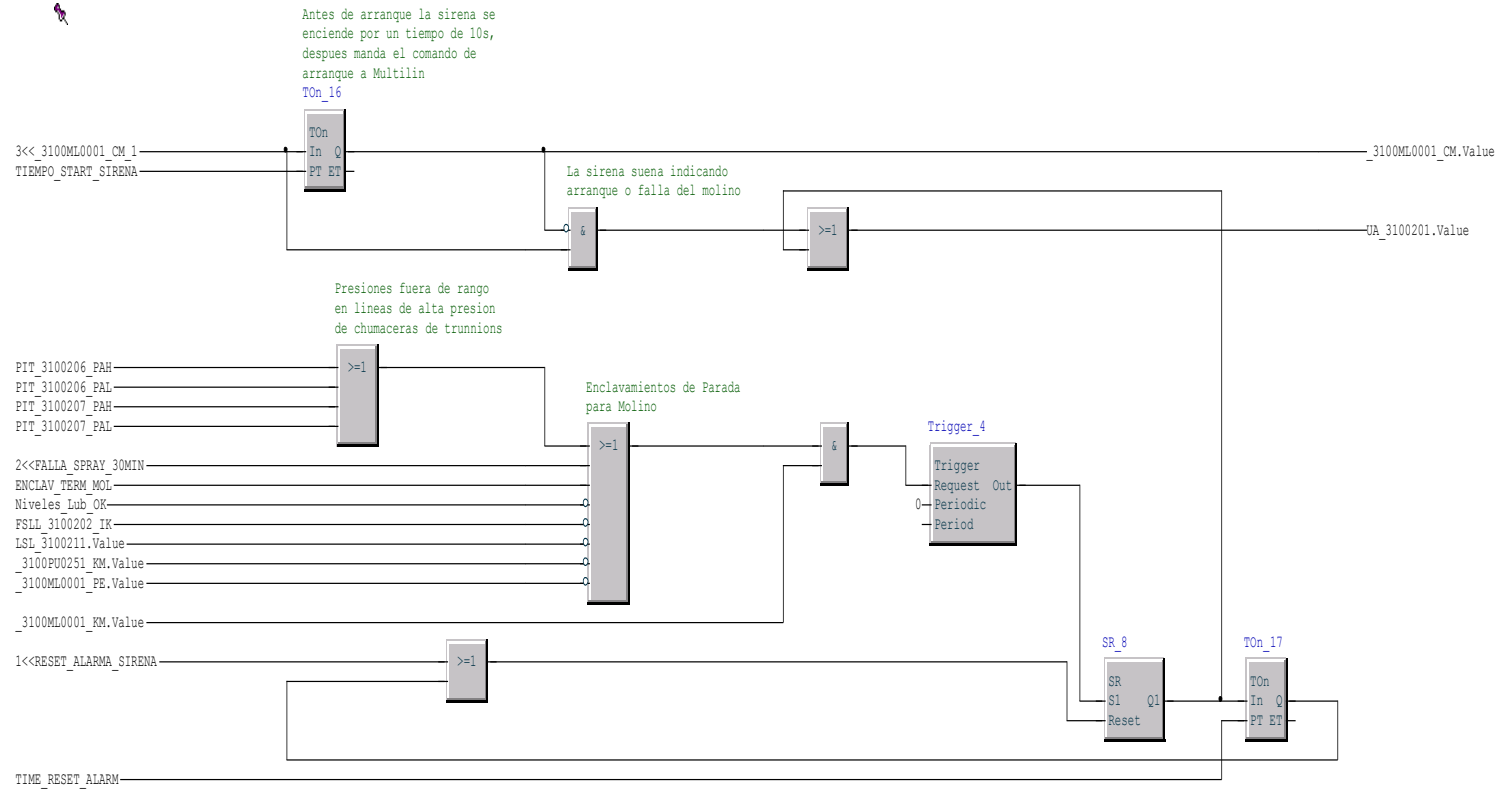 Antes de arranque la sirena se
enciende por un tiempo de 10s,
despues manda el comando de
arranque a Multilin
TOn_16
TOn
In Q
PT ET
3<<_3100ML0001_CM_1
TIEMPO_START_SIRENA
_3100ML0001_CM.Value
La sirena suena indicando
arranque o falla del molino
&
>=1
UA_3100201.Value
Presiones fuera de rango
en lineas de alta presion
de chumaceras de trunnions
>=1
PIT_3100206_PAH
PIT_3100206_PAL
PIT_3100207_PAH
PIT_3100207_PAL
Enclavamientos de Parada
para Molino
>=1
&
Trigger_4
Trigger
Request Out
0 Periodic
Period
2<<FALLA_SPRAY_30MIN
ENCLAV_TERM_MOL
Niveles_Lub_OK
FSLL_3100202_IK
LSL_3100211.Value
_3100PU0251_KM.Value
_3100ML0001_PE.Value
_3100ML0001_KM.Value
1<<RESET_ALARMA_SIRENA
>=1
SR_8
SR
S1 Q1
Reset
TOn_17
TOn
In Q
PT ET
TIME_RESET_ALARM